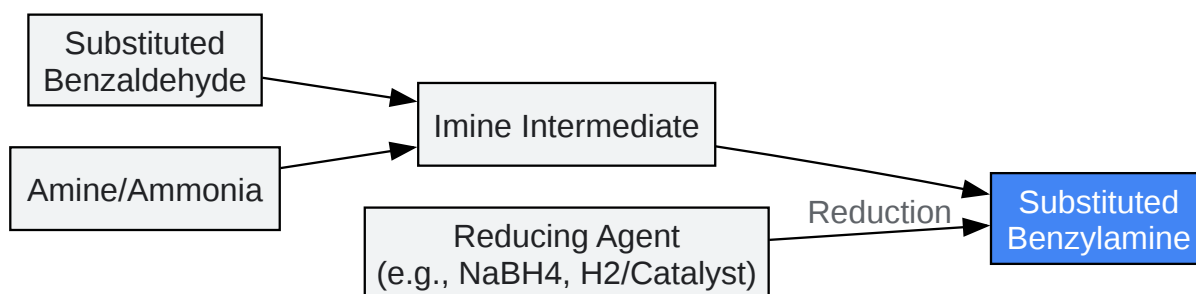 Substituted
Benzaldehyde
Amine/Ammonia
Imine Intermediate
Reducing Agent
(e.g., NaBH4, H2/Catalyst)
Reduction
Substituted
Benzylamine